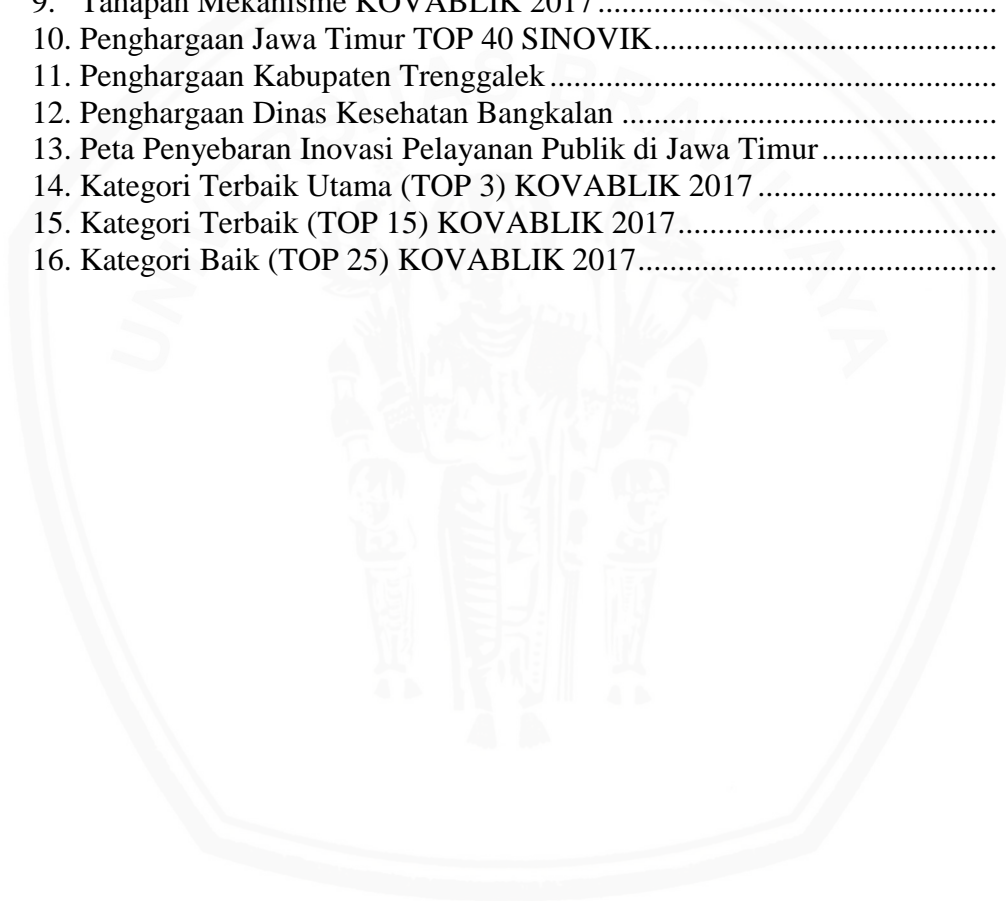 9. Tahapan Mekanisme KOVABLIK 2017..................................................
10. Penghargaan Jawa Timur TOP 40 SINOVIK...........................................
11. Penghargaan Kabupaten Trenggalek........................................................
12. Penghargaan Dinas Kesehatan Bangkalan ...............................................
13. Peta Penyebaran Inovasi Pelayanan Publik di Jawa Timur......................
14. Kategori Terbaik Utama (TOP 3) KOVABLIK 2017..............................
15. Kategori Terbaik (TOP 15) KOVABLIK 2017........................................
16. Kategori Baik (TOP 25) KOVABLIK 2017.............................................